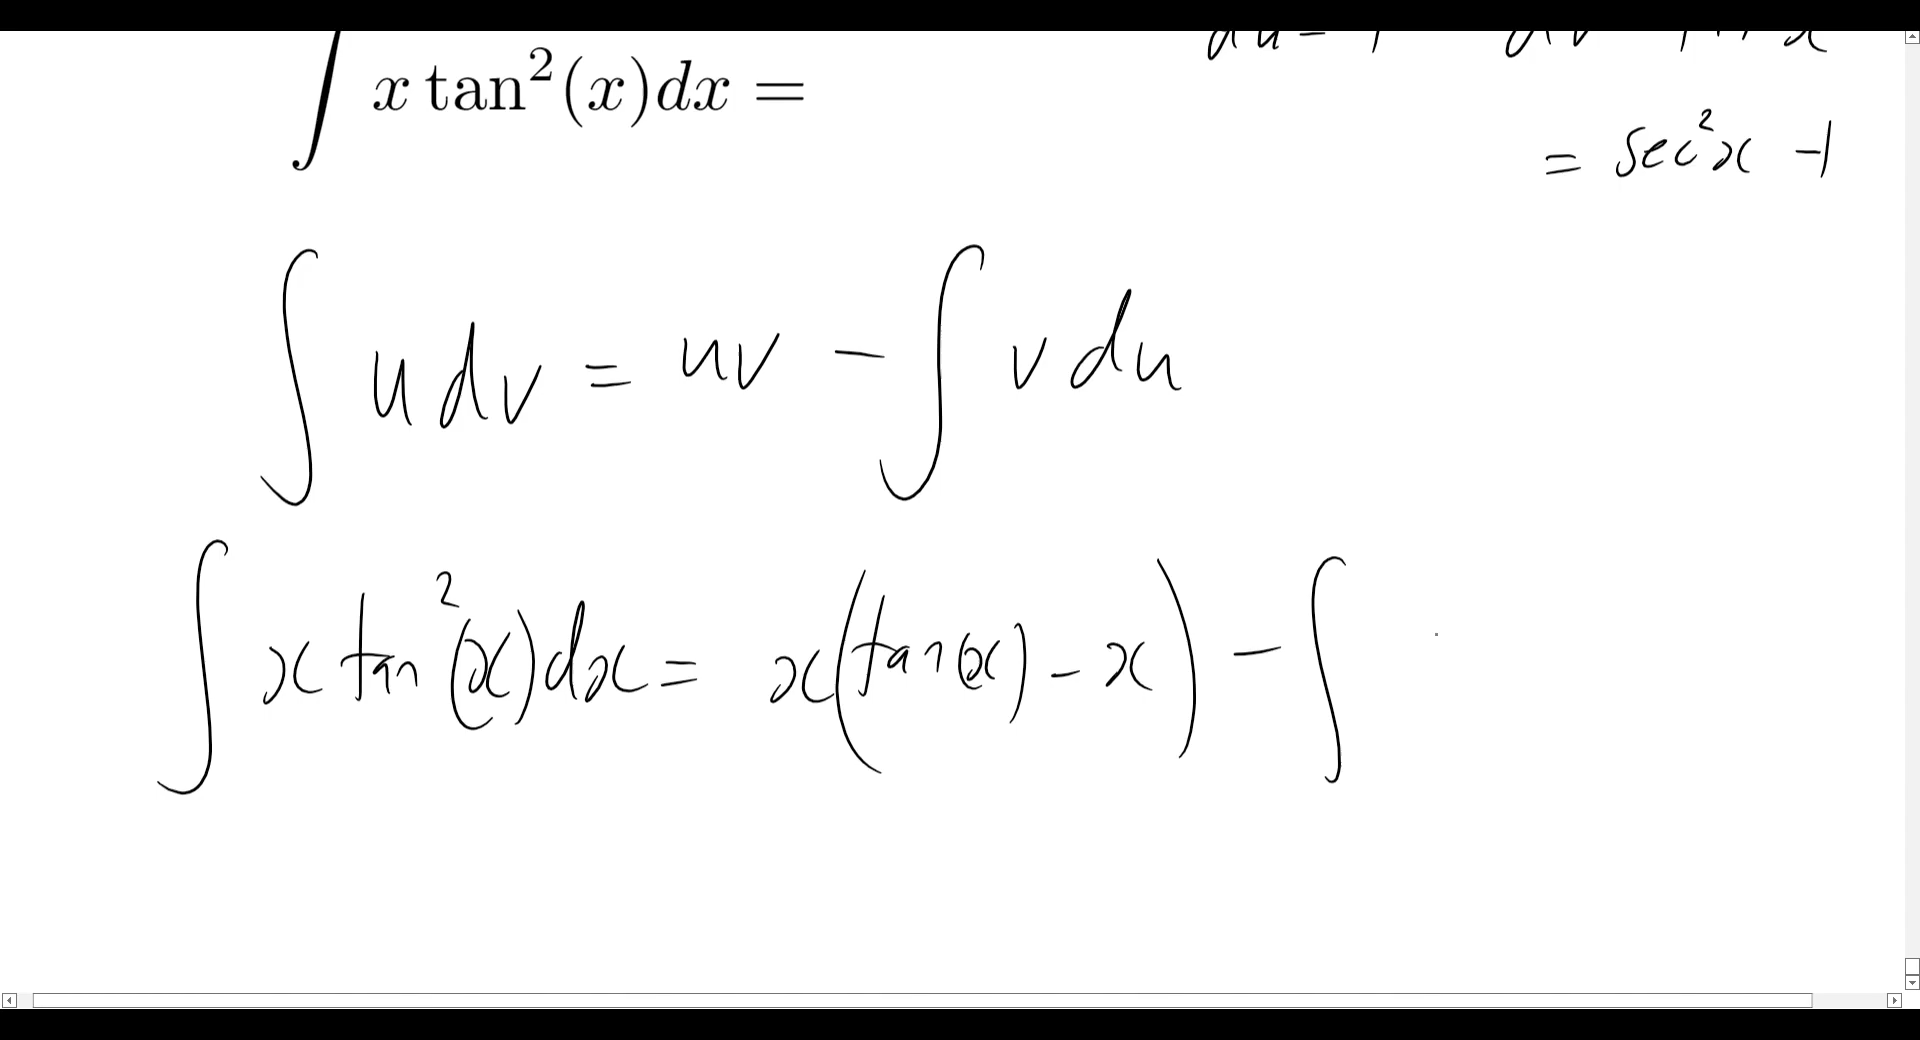 ∫ x tan²(x)dx =
= sec²x −1
∫ u dv = uv − ∫ v du
∫ x tan²(x)dx = x(tan(x) − x) − ∫